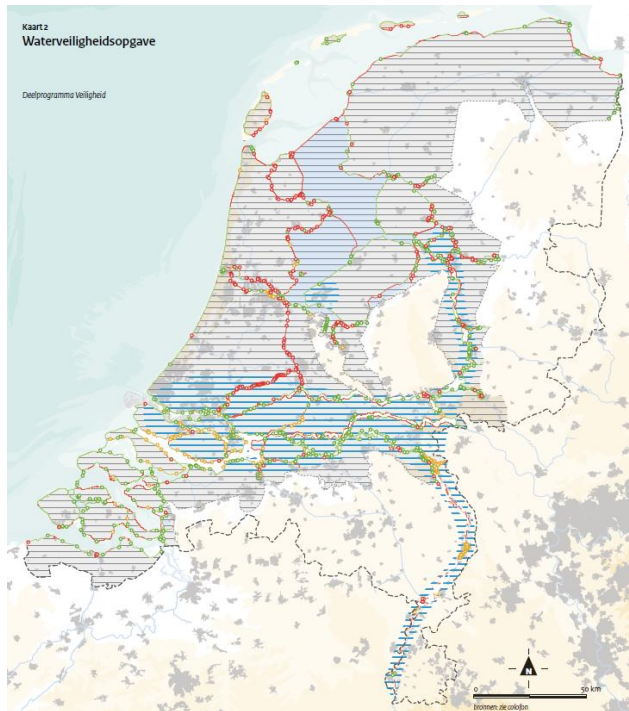 Kaart 2
Waterveiligheidsopgave
Deelprogramma Veiligheid
N
0 50 km
bronnen: zie colofon